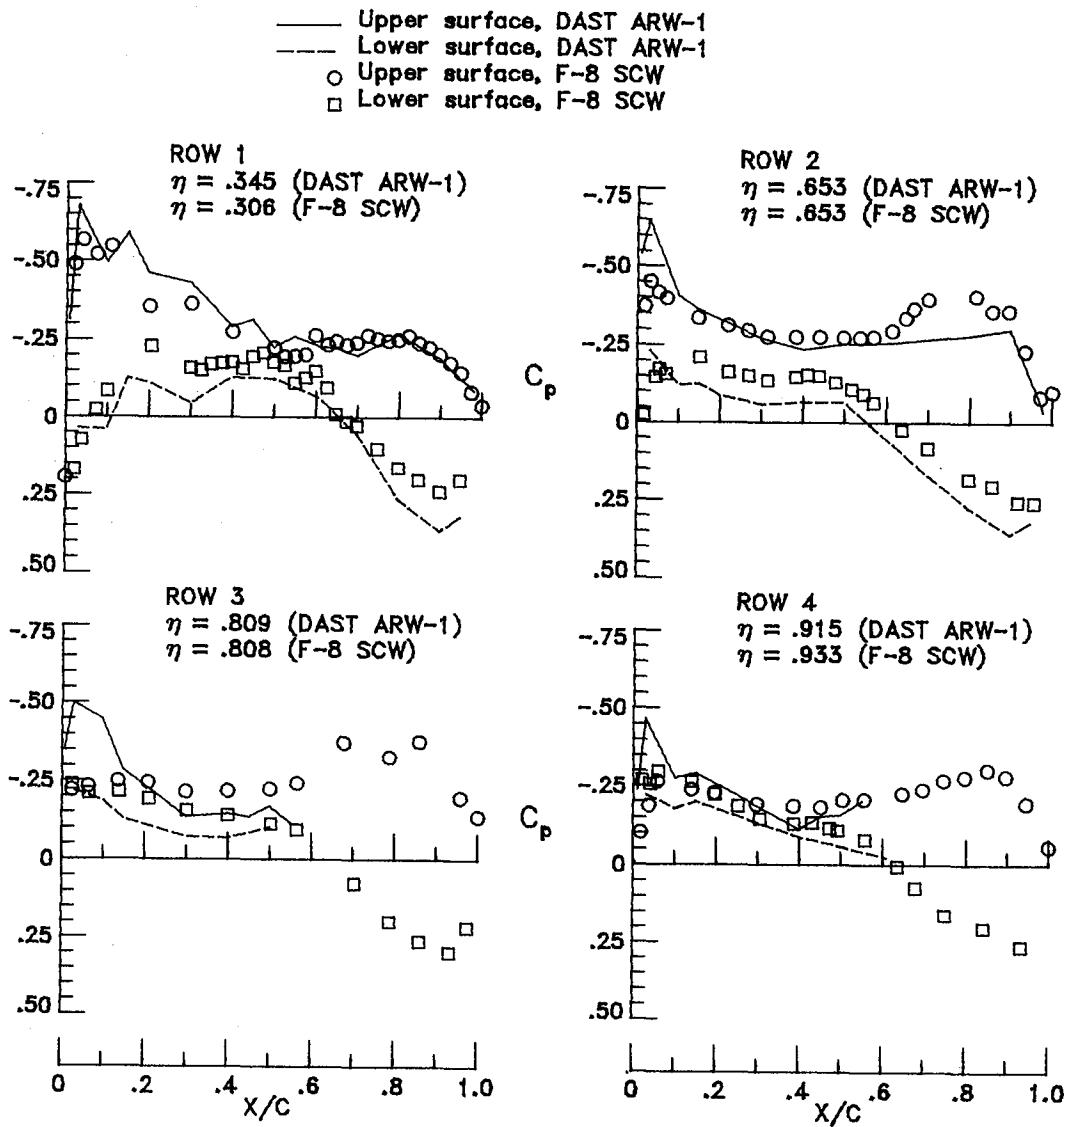 Upper surface, DAST ARW-1
Lower surface, DAST ARW-1
Upper surface, F-8 SCW
Lower surface, F-8 SCW
ROW 1
η = .345 (DAST ARW-1)
η = .306 (F-8 SCW)
-.75
-.50
-.25
0
.25
.50
ROW 2
η = .653 (DAST ARW-1)
η = .653 (F-8 SCW)
-.75
-.50
-.25
0
.25
.50
Cp
ROW 3
η = .809 (DAST ARW-1)
η = .808 (F-8 SCW)
-.75
-.50
-.25
0
.25
.50
0 .2 .4 .6 .8 1.0
X/C
ROW 4
η = .915 (DAST ARW-1)
η = .933 (F-8 SCW)
-.75
-.50
-.25
0
.25
.50
Cp
0 .2 .4 .6 .8 1.0
X/C